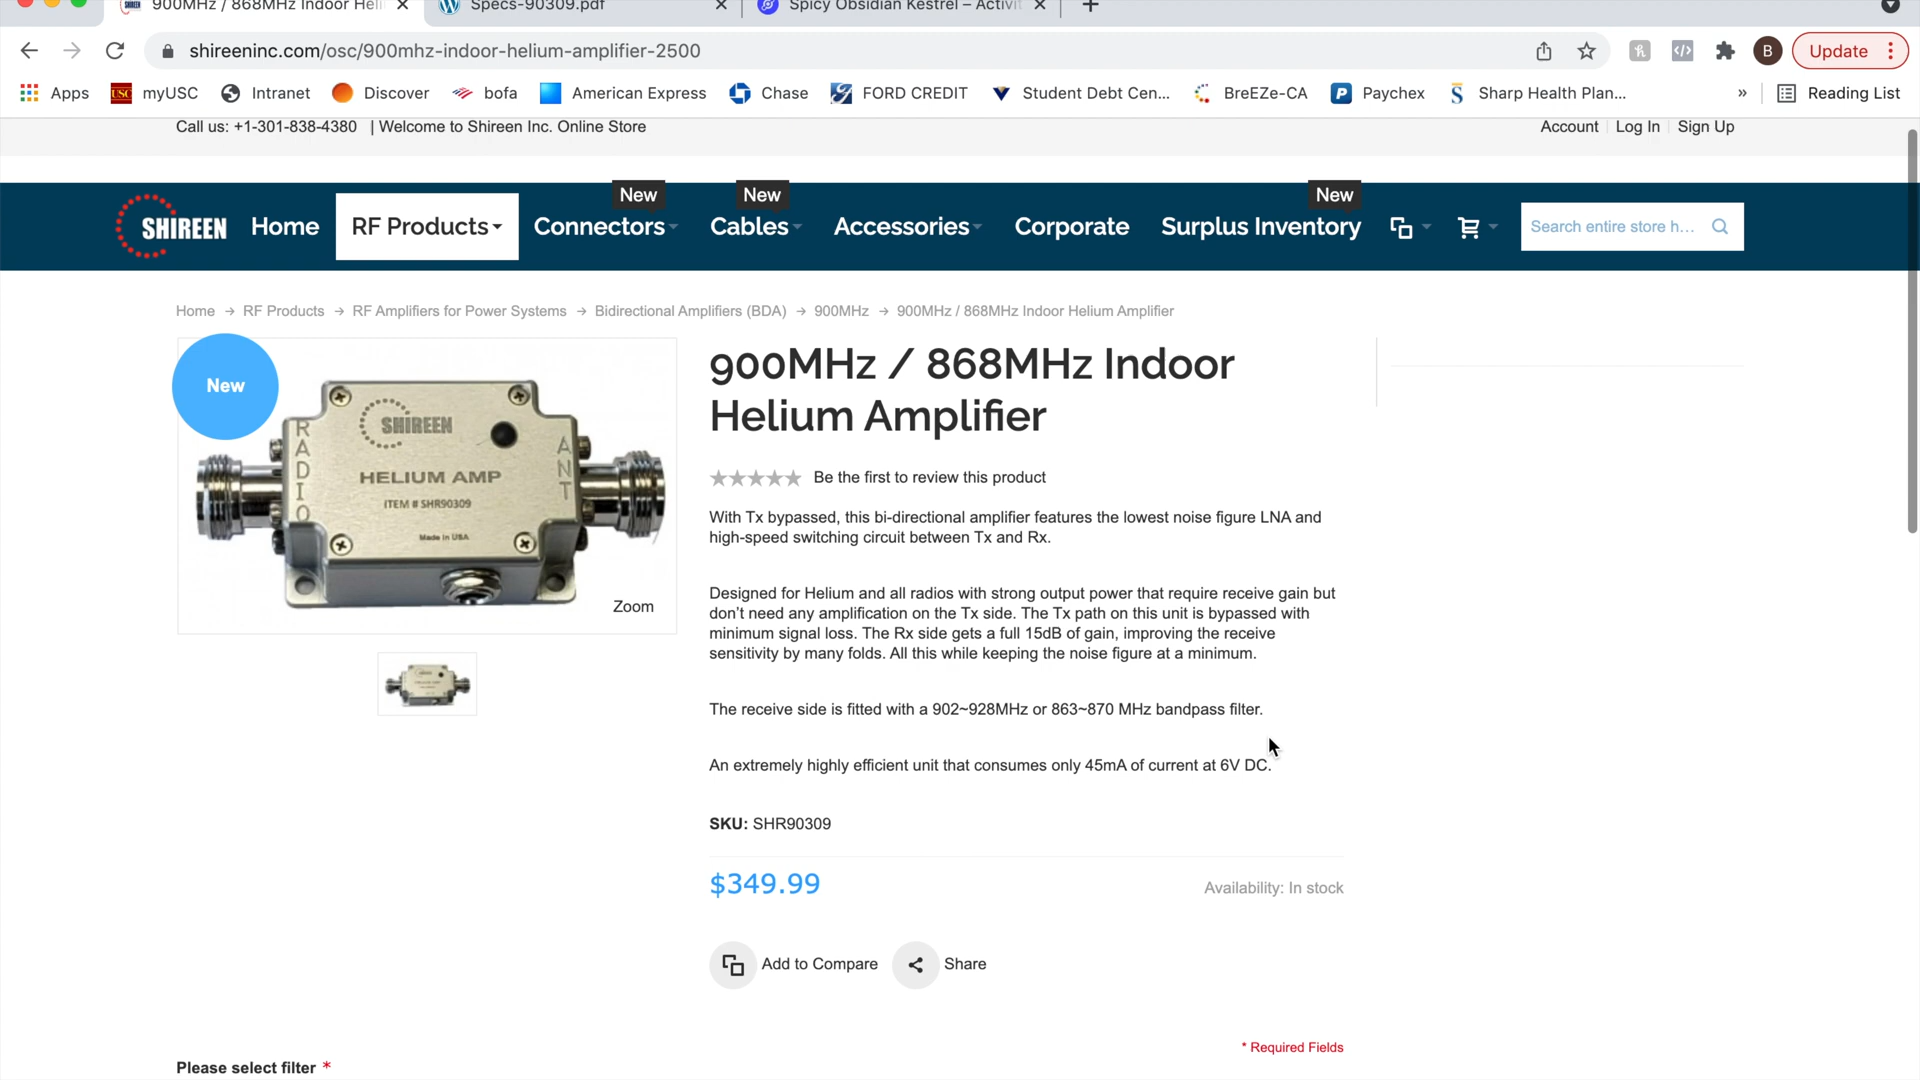 900MHz / 868MHz Indoor Heli
Specs-90309.pdf
Spicy Obsidian Kestrel – Activit
shireeninc.com/osc/900mhz-indoor-helium-amplifier-2500
B
Update
Apps
USC
myUSC
Intranet
Discover
bofa
American Express
Chase
FORD CREDIT
Student Debt Cen...
BreEZe-CA
Paychex
Sharp Health Plan...
»
Reading List
Call us: +1-301-838-4380 | Welcome to Shireen Inc. Online Store
Account
Log In
Sign Up
SHIREEN
Home
RF Products
New
Connectors
New
Cables
Accessories
Corporate
New
Surplus Inventory
Search entire store h...
Home → RF Products → RF Amplifiers for Power Systems → Bidirectional Amplifiers (BDA) → 900MHz → 900MHz / 868MHz Indoor Helium Amplifier
New
SHIREEN
RADIO
ANT
HELIUM AMP
ITEM # SHR90309
Made in USA
Zoom
900MHz / 868MHz Indoor
Helium Amplifier
Be the first to review this product
With Tx bypassed, this bi-directional amplifier features the lowest noise figure LNA and
high-speed switching circuit between Tx and Rx.
Designed for Helium and all radios with strong output power that require receive gain but
don't need any amplification on the Tx side. The Tx path on this unit is bypassed with
minimum signal loss. The Rx side gets a full 15dB of gain, improving the receive
sensitivity by many folds. All this while keeping the noise figure at a minimum.
The receive side is fitted with a 902~928MHz or 863~870 MHz bandpass filter.
An extremely highly efficient unit that consumes only 45mA of current at 6V DC.
SKU: SHR90309
$349.99
Availability: In stock
Add to Compare
Share
* Required Fields
Please select filter *